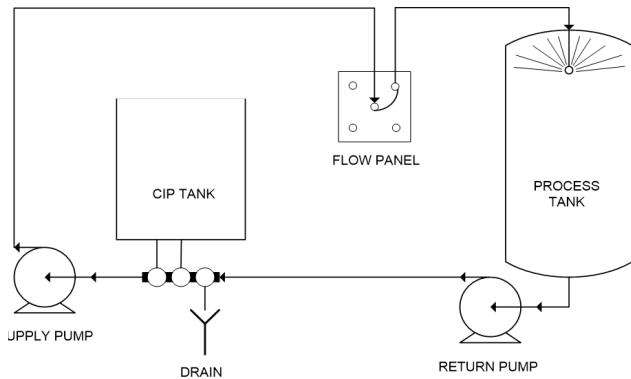 FLOW PANEL
CIP TANK
PROCESS
TANK
UPPLY PUMP
DRAIN
RETURN PUMP